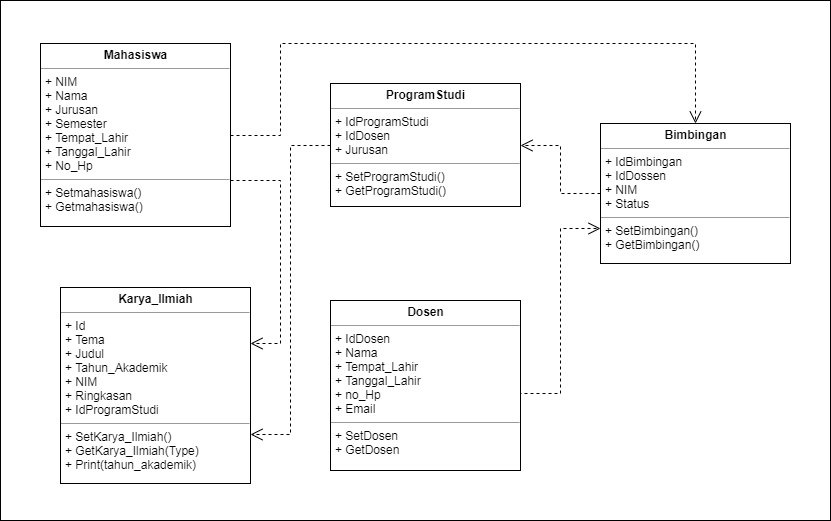 Mahasiswa
+ NIM
+ Nama
+ Jurusan
+ Semester
+ Tempat_Lahir
+ Tanggal_Lahir
+ No_Hp
+ Setmahasiswa()
+ Getmahasiswa()
ProgramStudi
+ IdProgramStudi
+ IdDosen
+ Jurusan
+ SetProgramStudi()
+ GetProgramStudi()
Bimbingan
+ IdBimbingan
+ IdDossen
+ NIM
+ Status
+ SetBimbingan()
+ GetBimbingan()
Karya_Ilmiah
+ Id
+ Tema
+ Judul
+ Tahun_Akademik
+ NIM
+ Ringkasan
+ IdProgramStudi
+ SetKarya_Ilmiah()
+ GetKarya_Ilmiah(Type)
+ Print(tahun_akademik)
Dosen
+ IdDosen
+ Nama
+ Tempat_Lahir
+ Tanggal_Lahir
+ no_Hp
+ Email
+ SetDosen
+ GetDosen